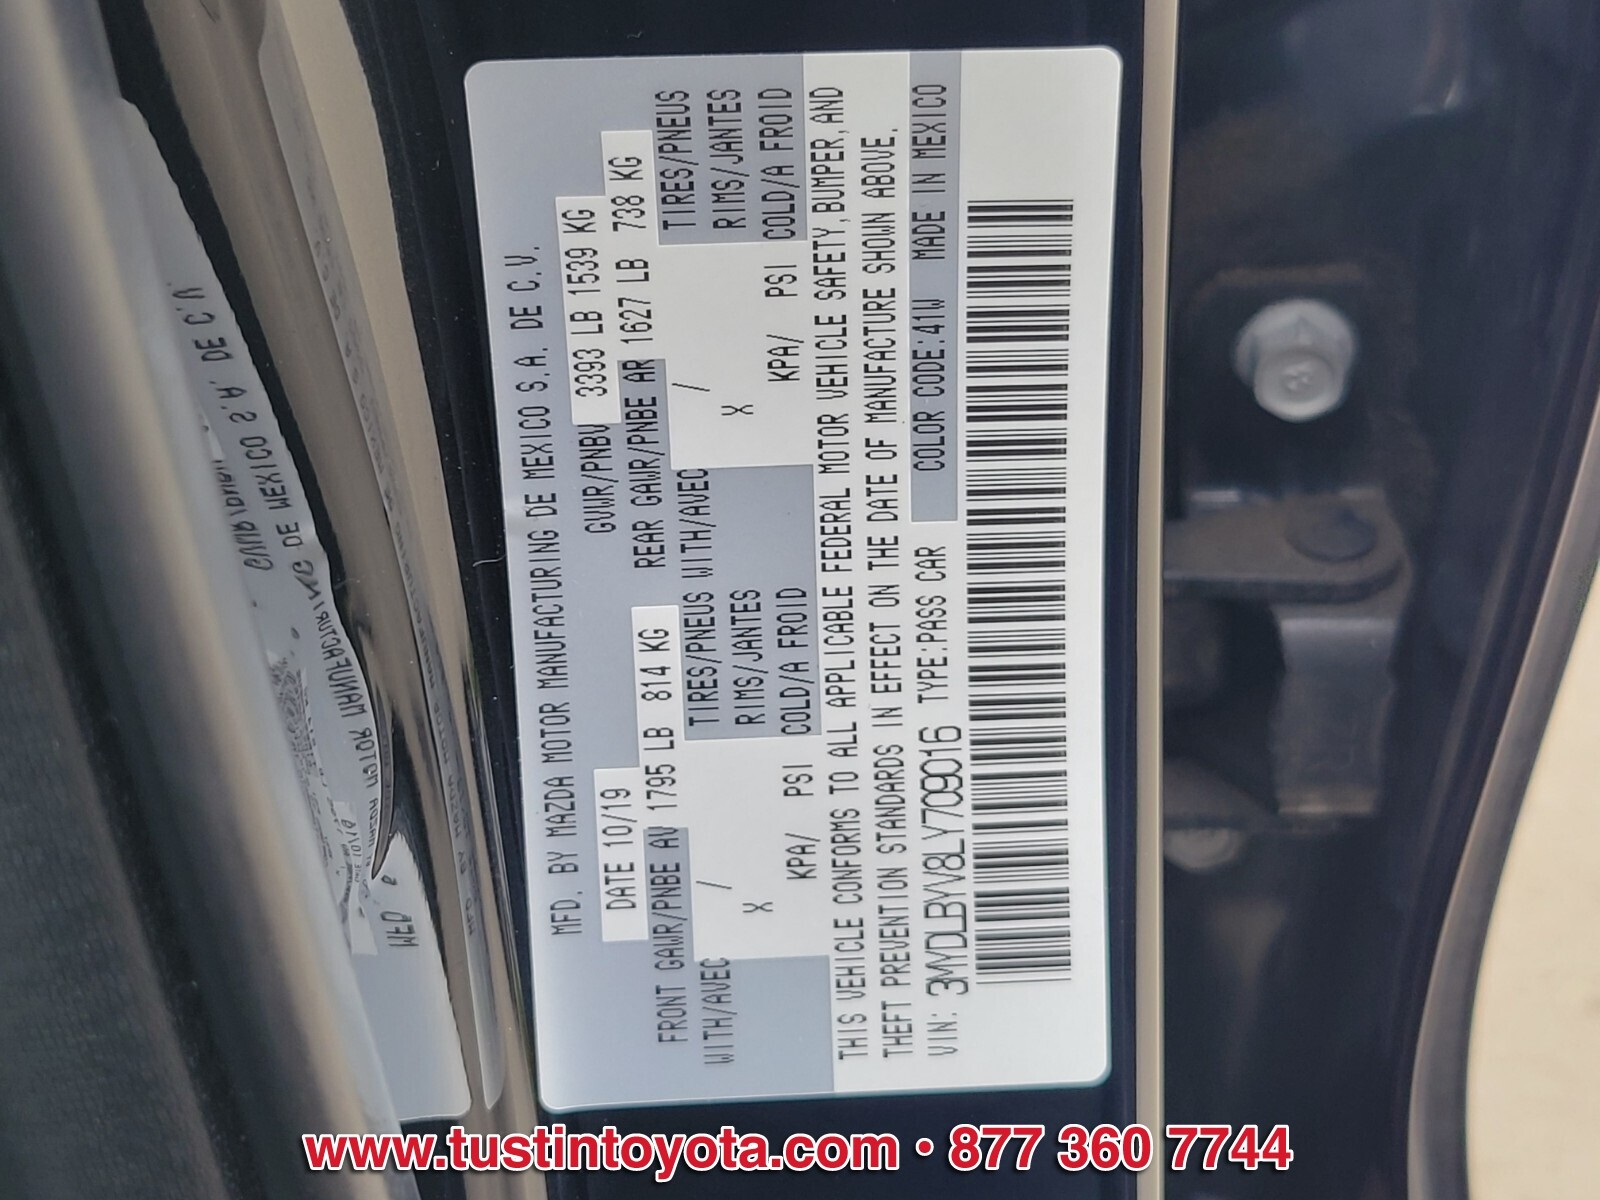 MFD. BY MAZDA MOTOR MANUFACTURING DE MEXICO S.A. DE C.V.
DATE 10/19 GVWR/PNBV 3393 LB 1539 KG
FRONT GAWR/PNBE AV 1795 LB 814 KG REAR GAWR/PNBE AR 1627 LB 738 KG
WITH/AVEC X / TIRES/PNEUS WITH/AVEC X / TIRES/PNEUS
RIMS/JANTES RIMS/JANTES
KPA/ PSI COLD/A FROID KPA/ PSI COLD/A FROID
THIS VEHICLE CONFORMS TO ALL APPLICABLE FEDERAL MOTOR VEHICLE SAFETY, BUMPER, AND
THEFT PREVENTION STANDARDS IN EFFECT ON THE DATE OF MANUFACTURE SHOWN ABOVE.
VIN: 3MYDLBYV8LY709016 TYPE:PASS CAR COLOR CODE:41W MADE IN MEXICO
www.tustintoyota.com • 877 360 7744